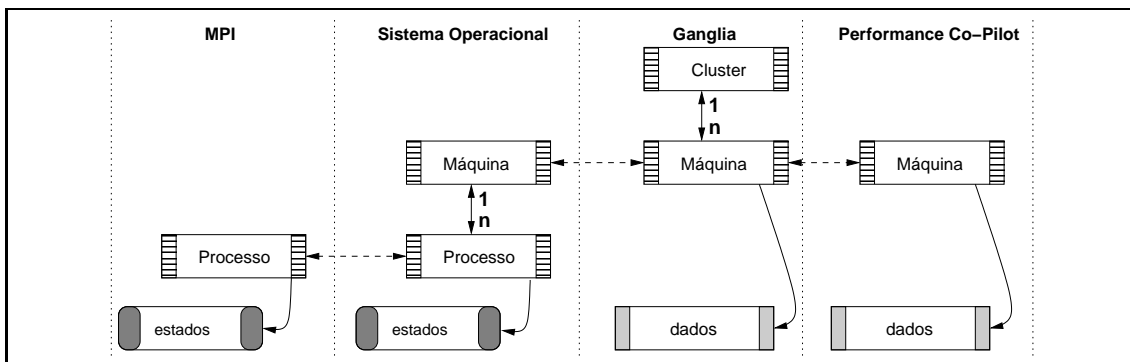 MPI
Sistema Operacional
Ganglia
Performance Co–Pilot
Cluster
1
n
Máquina
Máquina
Máquina
1
n
Processo
Processo
estados
estados
dados
dados